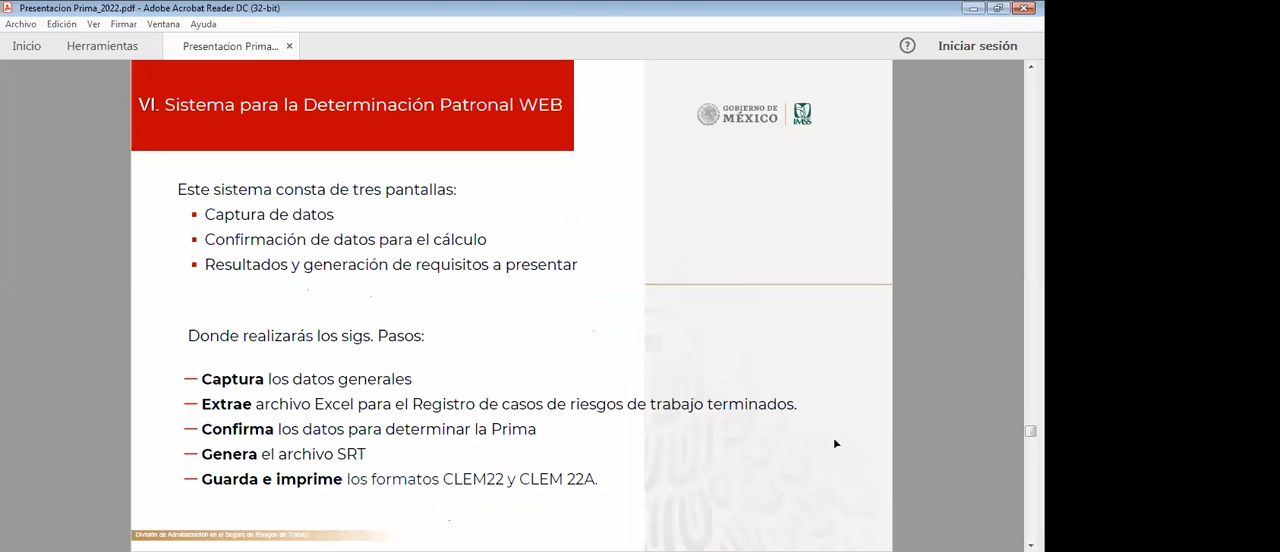 Presentacion Prima_2022.pdf - Adobe Acrobat Reader DC (32-bit)
Archivo Edición Ver Firmar Ventana Ayuda
Inicio Herramientas Presentacion Prima... × ? Iniciar sesión
VI. Sistema para la Determinación Patronal WEB
GOBIERNO DE MÉXICO
IMSS
Este sistema consta de tres pantallas:
▪ Captura de datos
▪ Confirmación de datos para el cálculo
▪ Resultados y generación de requisitos a presentar
Donde realizarás los sigs. Pasos:
— Captura los datos generales
— Extrae archivo Excel para el Registro de casos de riesgos de trabajo terminados.
— Confirma los datos para determinar la Prima
— Genera el archivo SRT
— Guarda e imprime los formatos CLEM22 y CLEM 22A.
División de Administración en el Seguro de Riesgos de Trabajo